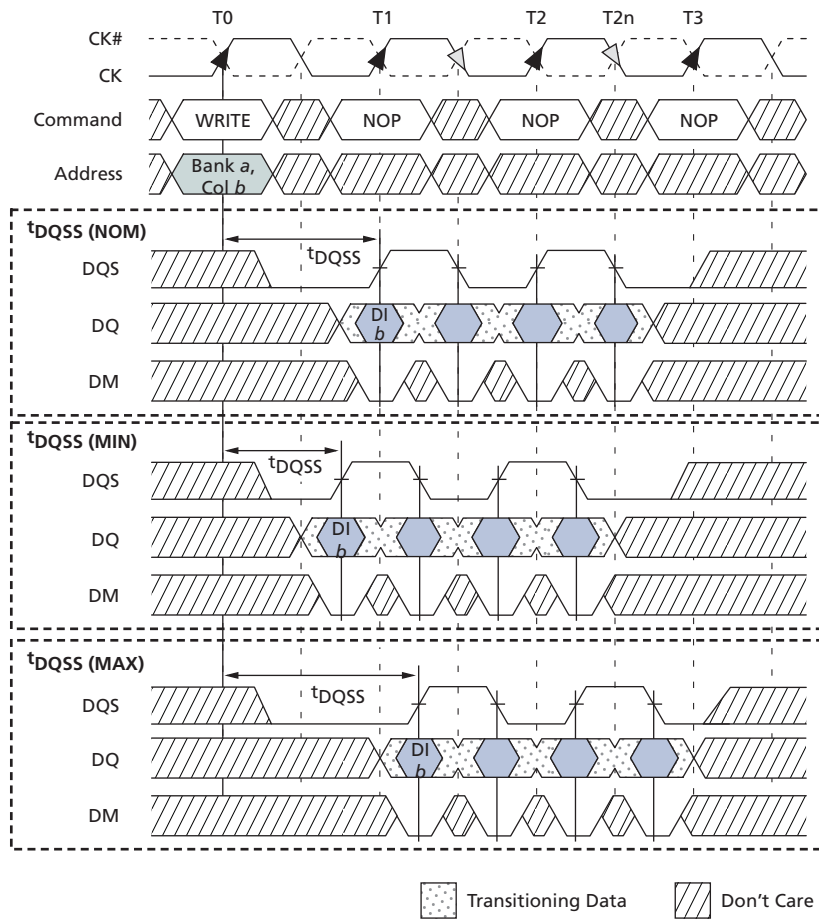 T0 T1 T2 T2n T3
CK#
CK
Command WRITE NOP NOP NOP
Address Bank a,
Col b
tDQSS (NOM)
tDQSS
DQS
DQ DI
b
DM
tDQSS (MIN)
tDQSS
DQS
DQ DI
b
DM
tDQSS (MAX)
tDQSS
DQS
DQ DI
b
DM
Transitioning Data Don't Care